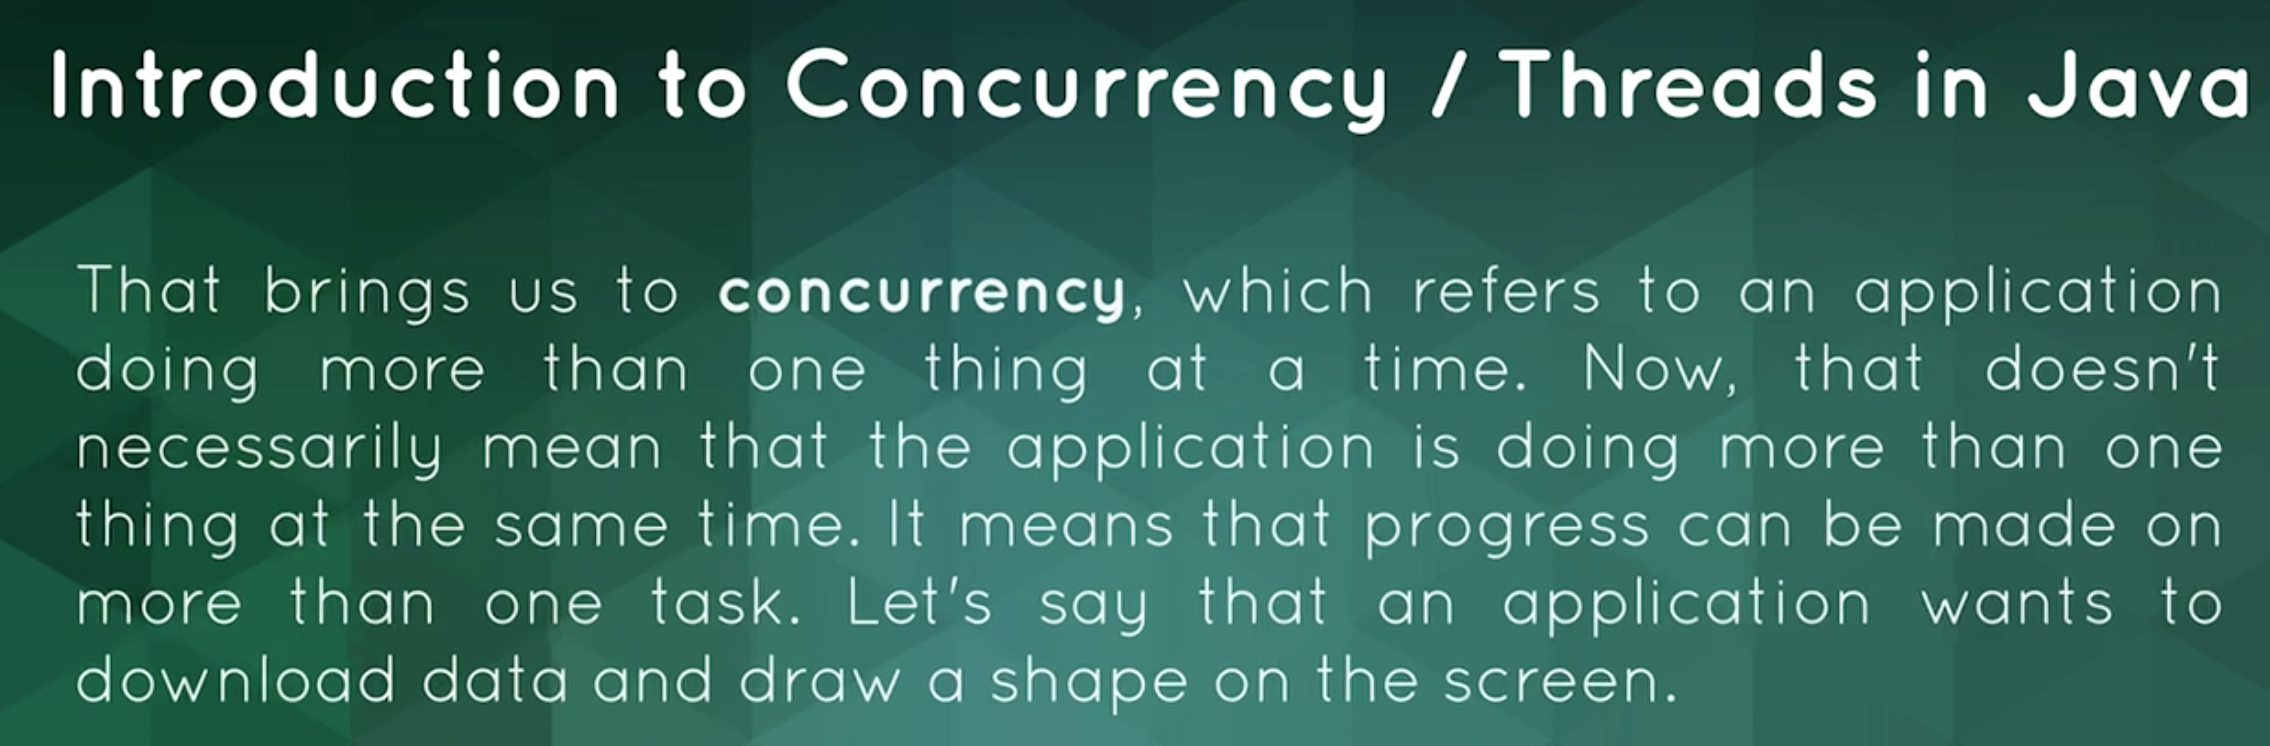 Introduction to Concurrency / Threads in Java
That brings us to concurrency, which refers to an application
doing more than one thing at a time. Now, that doesn't
necessarily mean that the application is doing more than one
thing at the same time. It means that progress can be made on
more than one task. Let's say that an application wants to
download data and draw a shape on the screen.